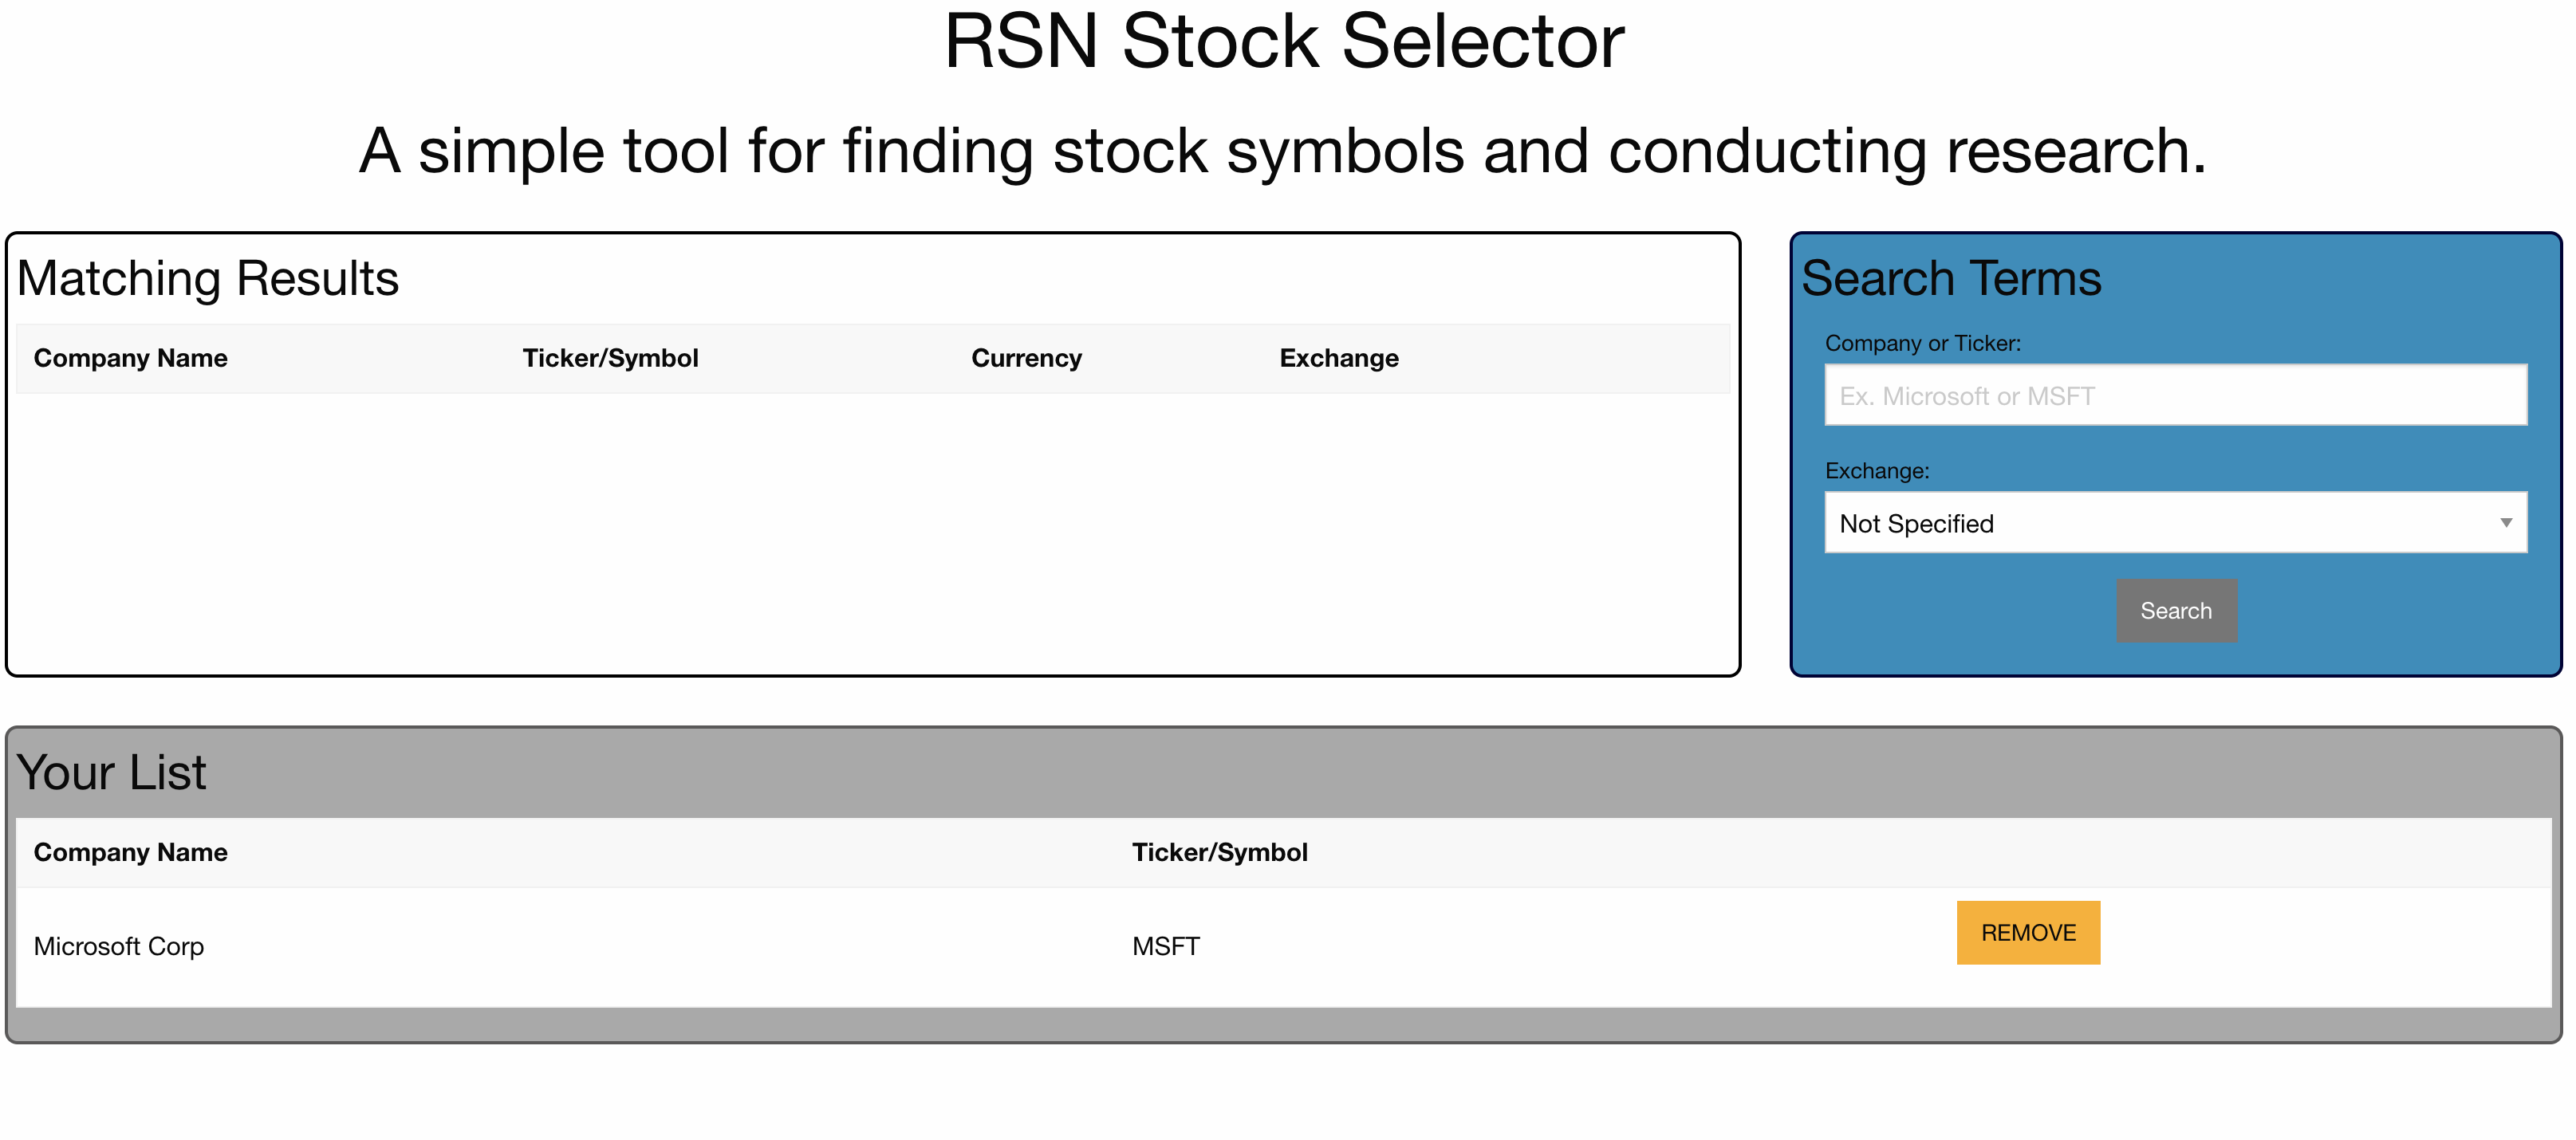 RSN Stock Selector
A simple tool for finding stock symbols and conducting research.
Matching Results
Company Name Ticker/Symbol Currency Exchange
Search Terms
Company or Ticker:
Ex. Microsoft or MSFT
Exchange:
Not Specified
Search
Your List
Company Name Ticker/Symbol
Microsoft Corp MSFT REMOVE